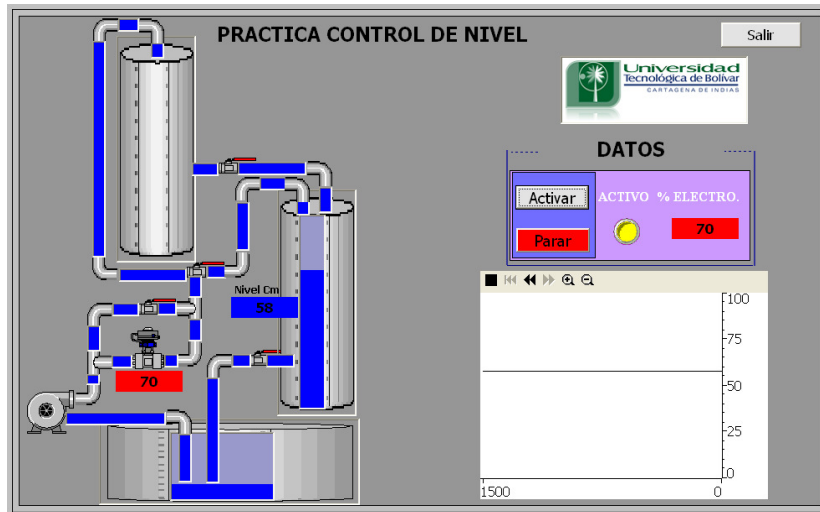 PRACTICA CONTROL DE NIVEL
Salir
Universidad
Tecnológica de Bolívar
CARTAGENA DE INDIAS
DATOS
Activar
ACTIVO
% ELECTRO.
70
Parar
Nivel Cm
58
70
100
75
50
25
0
1500
0